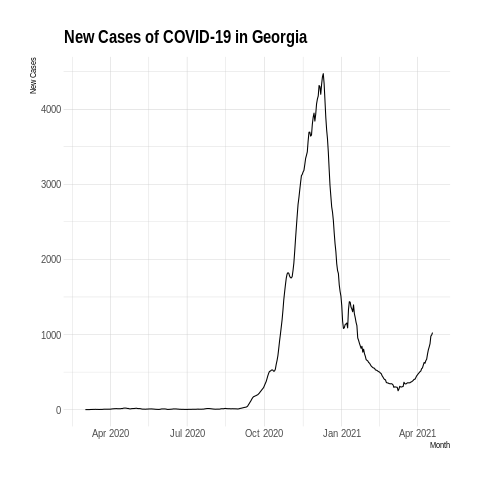 New Cases of COVID-19 in Georgia
New Cases
4000
3000
2000
1000
0
Apr 2020 Jul 2020 Oct 2020 Jan 2021 Apr 2021
Month